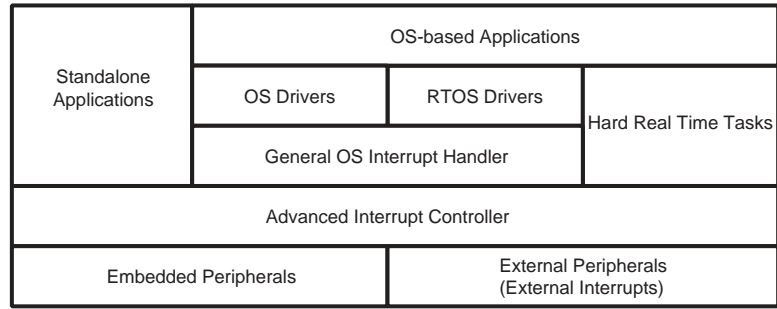 OS-based Applications
Standalone
Applications
OS Drivers
RTOS Drivers
Hard Real Time Tasks
General OS Interrupt Handler
Advanced Interrupt Controller
Embedded Peripherals
External Peripherals
(External Interrupts)